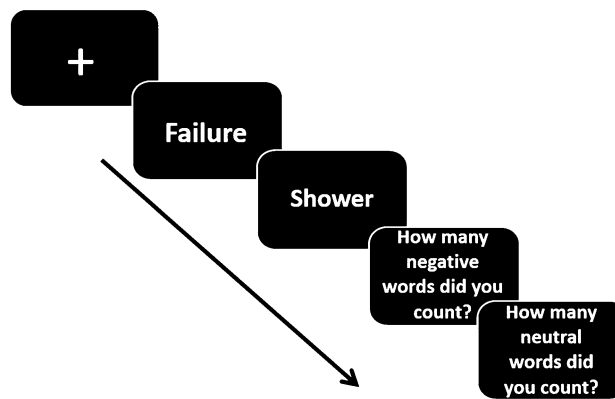 +
Failure
Shower
How many
negative
words did you
count?
How many
neutral
words did
you count?